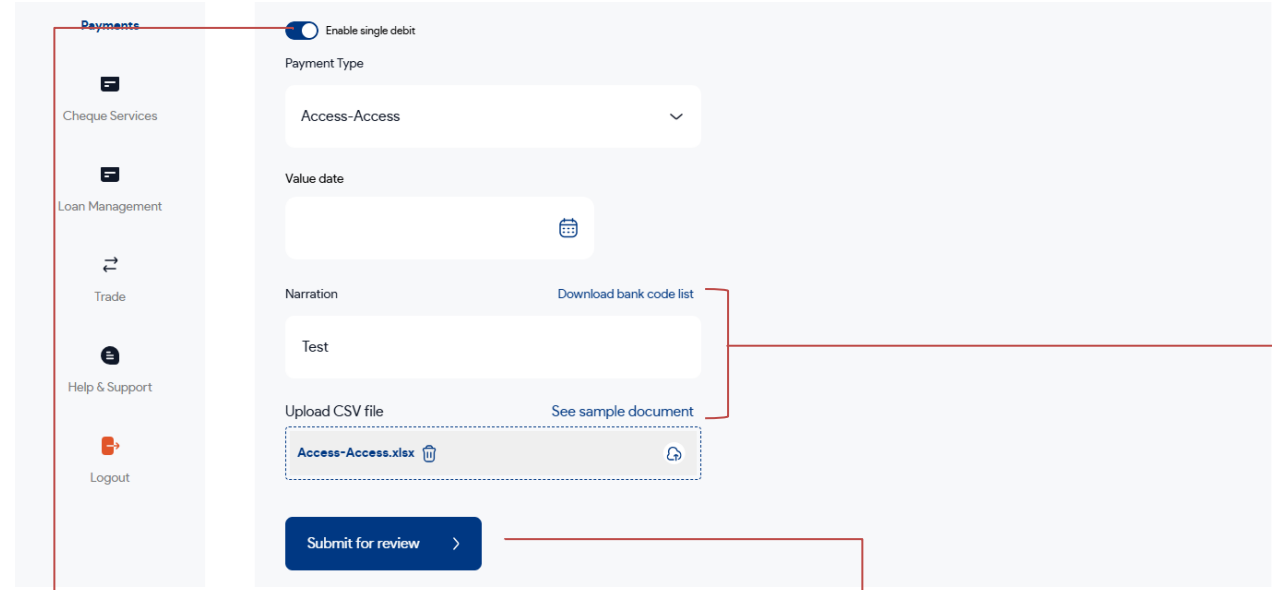 Payments
Cheque Services
Loan Management
Trade
Help & Support
Logout
Enable single debit
Payment Type
Access-Access
Value date
Narration
Download bank code list
Test
Upload CSV file
See sample document
Access-Access.xlsx
Submit for review